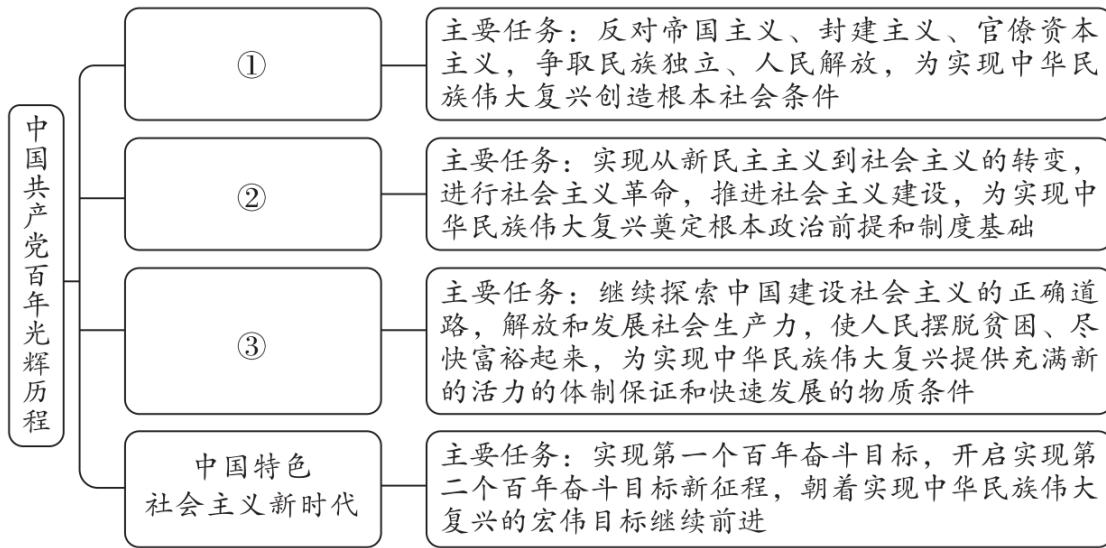 中国共产党百年光辉历程
①
主要任务：反对帝国主义、封建主义、官僚资本
主义，争取民族独立、人民解放，为实现中华民
族伟大复兴创造根本社会条件
②
主要任务：实现从新民主主义到社会主义的转变，
进行社会主义革命，推进社会主义建设，为实现中
华民族伟大复兴奠定根本政治前提和制度基础
③
主要任务：继续探索中国建设社会主义的正确道
路，解放和发展社会生产力，使人民摆脱贫困、尽
快富裕起来，为实现中华民族伟大复兴提供充满新
的活力的体制保证和快速发展的物质条件
中国特色
社会主义新时代
主要任务：实现第一个百年奋斗目标，开启实现第
二个百年奋斗目标新征程，朝着实现中华民族伟大
复兴的宏伟目标继续前进